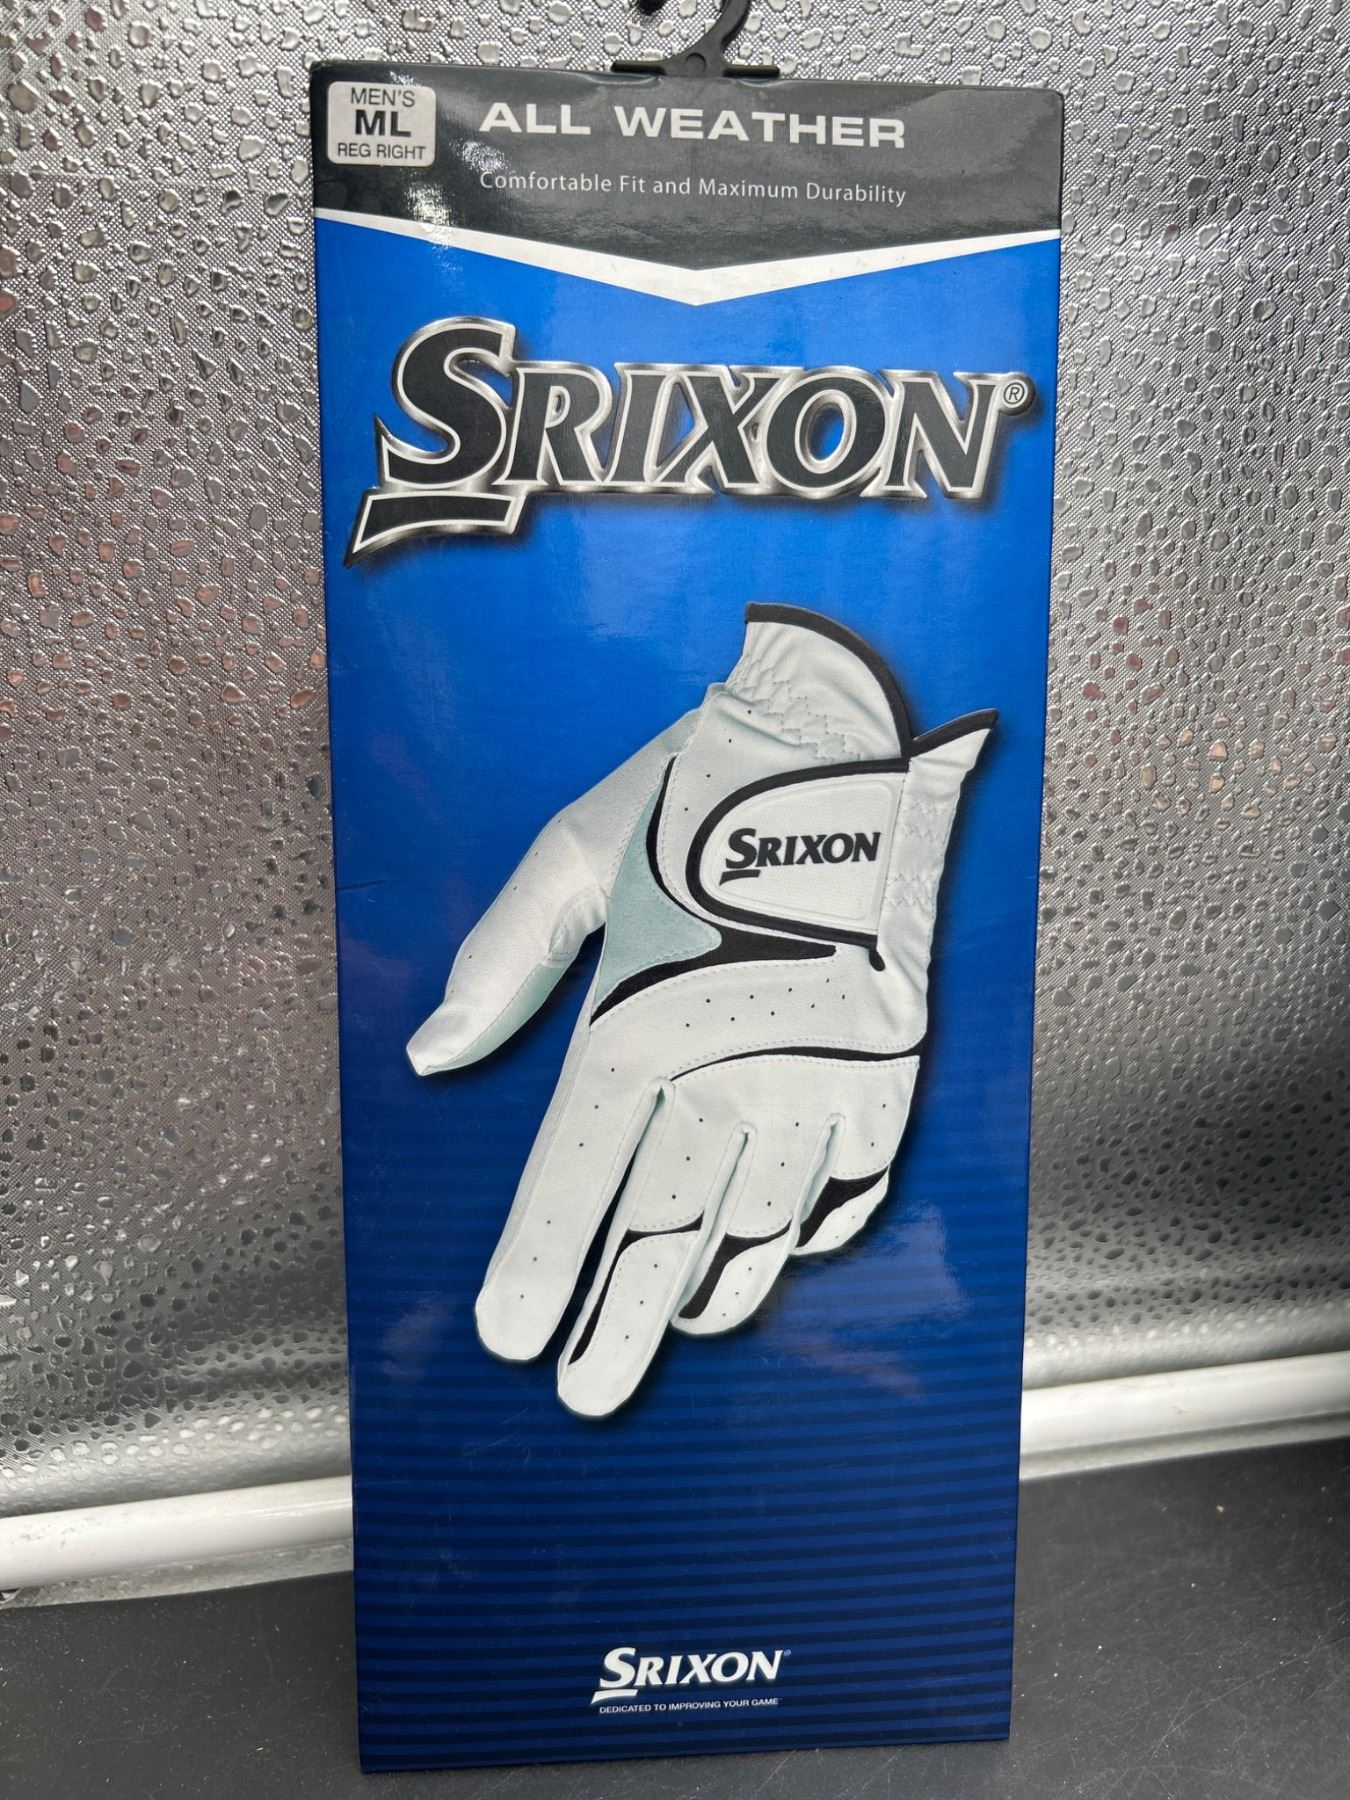 MEN'S
ML
REG RIGHT
ALL WEATHER
Comfortable Fit and Maximum Durability
SRIXON®
SRIXON
SRIXON®
DEDICATED TO IMPROVING YOUR GAME